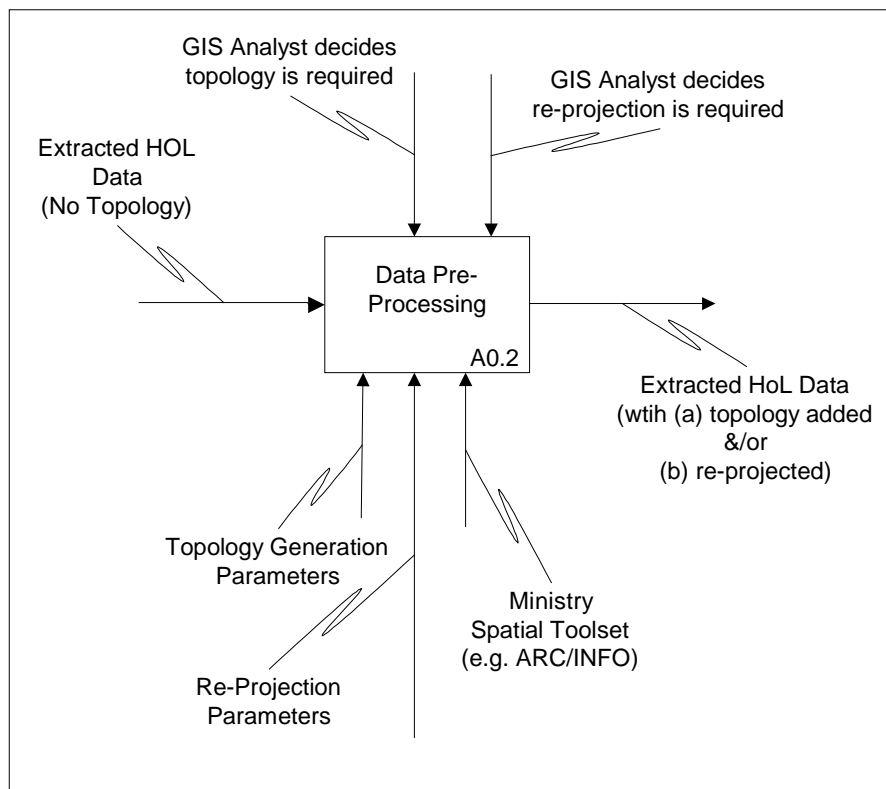 GIS Analyst decides
topology is required
GIS Analyst decides
re-projection is required
Extracted HOL
Data
(No Topology)
Data Pre-
Processing
A0.2
Extracted HoL Data
(wtih (a) topology added
&/or
(b) re-projected)
Topology Generation
Parameters
Ministry
Spatial Toolset
(e.g. ARC/INFO)
Re-Projection
Parameters